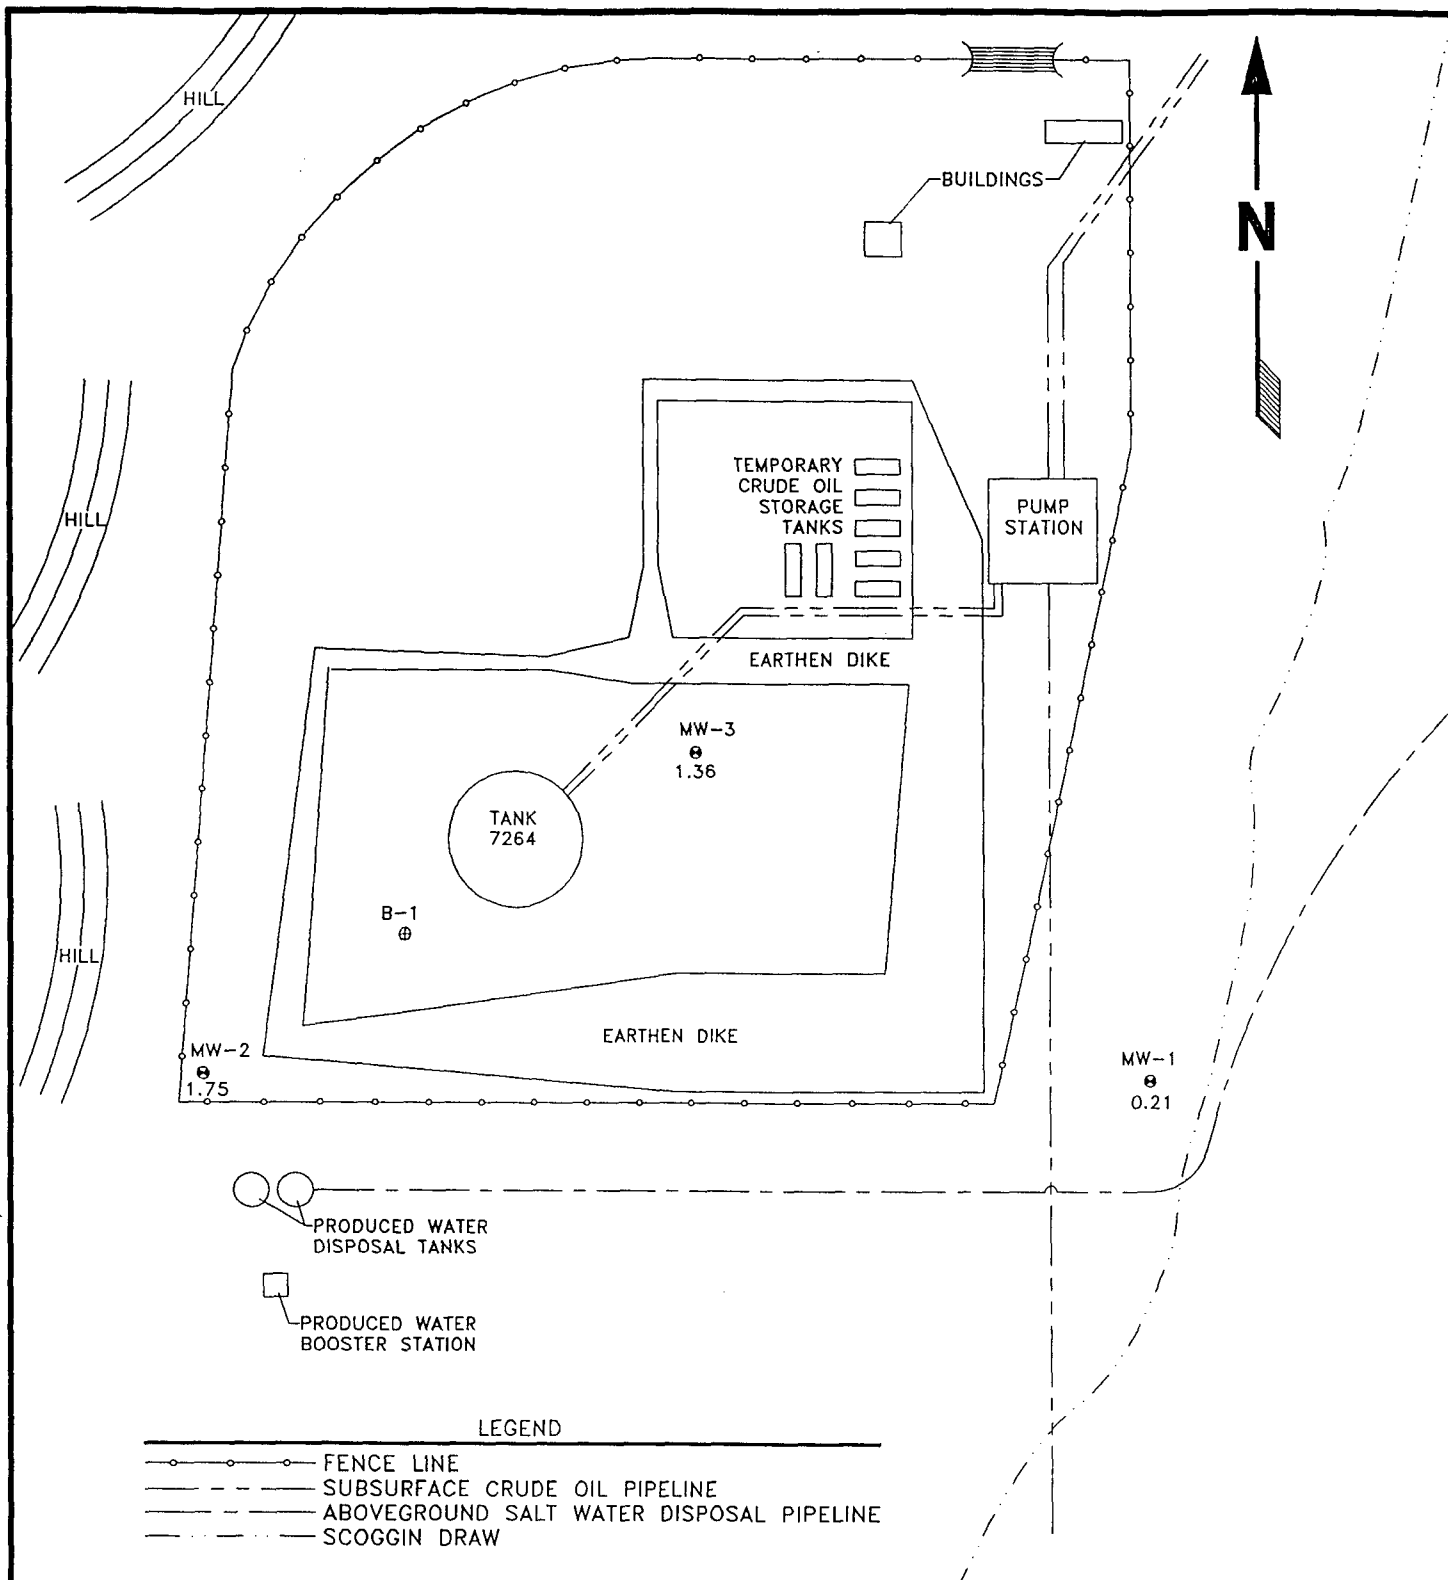 HILL
BUILDINGS
N
TEMPORARY
CRUDE OIL
STORAGE
TANKS
PUMP
STATION
HILL
EARTHEN DIKE
MW-3
1.36
TANK
7264
B-1
HILL
EARTHEN DIKE
MW-2
1.75
MW-1
0.21
PRODUCED WATER
DISPOSAL TANKS
PRODUCED WATER
BOOSTER STATION
LEGEND
FENCE LINE
SUBSURFACE CRUDE OIL PIPELINE
ABOVEGROUND SALT WATER DISPOSAL PIPELINE
SCOGGIN DRAW